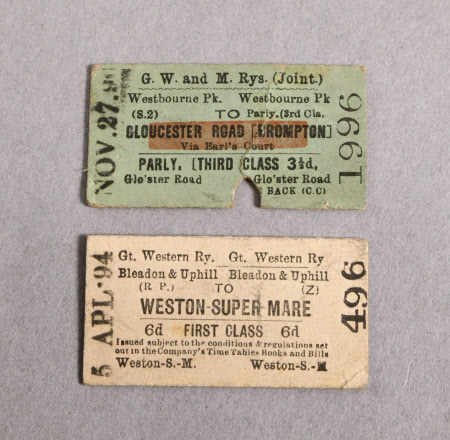 G. W. and M. Rys. (Joint.)
Westbourne Pk. Westbourne Pk
(S.2) TO Parly.(3rd Cls.
GLOUCESTER ROAD [BROMPTON]
Via Earl's Court
PARLY. [THIRD CLASS 3½d,
Glo'ster Road Glo'ster Road
BACK (C.C)
NOV.27.9
1996
Gt. Western Ry. Gt. Western Ry
Bleadon & Uphill Bleadon & Uphill
(R P.) TO (Z)
WESTON-SUPER-MARE
6d FIRST CLASS 6d
Issued subject to the conditions & regulations set
out in the Company's Time Tables Books and Bills
Weston-S.-M. Weston-S.-M
5 APL·94
496